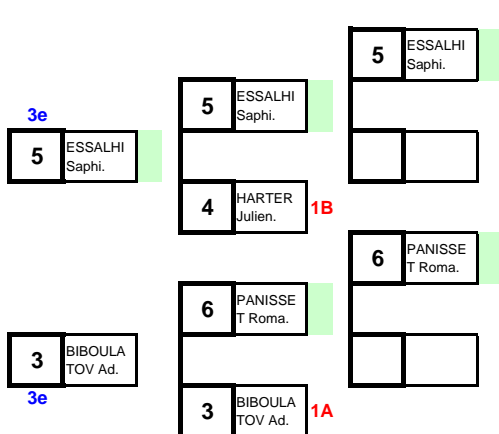 3e
5 ESSALHI
Saphi.
3 BIBOULA
TOV Ad.
3e
5 ESSALHI
Saphi.
4 HARTER
Julien. 1B
6 PANISSE
T Roma.
3 BIBOULA
TOV Ad. 1A
5 ESSALHI
Saphi.
6 PANISSE
T Roma.